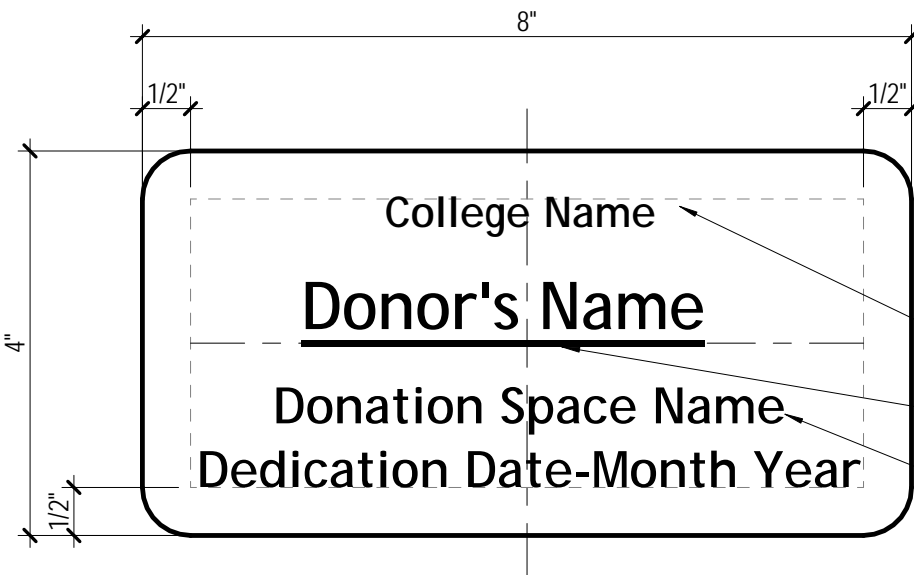 8"
1/2" 1/2"
College Name
Donor's Name
4"
Donation Space Name
Dedication Date-Month Year
1/2"